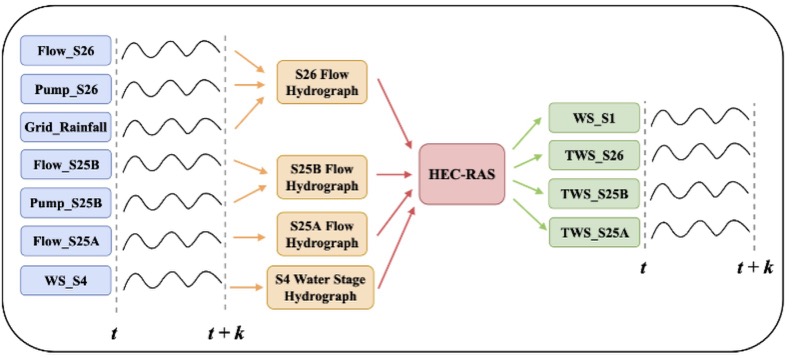 Flow_S26
Pump_S26
Grid_Rainfall
Flow_S25B
Pump_S25B
Flow_S25A
WS_S4
t
t + k
S26 Flow
Hydrograph
S25B Flow
Hydrograph
S25A Flow
Hydrograph
S4 Water Stage
Hydrograph
HEC-RAS
WS_S1
TWS_S26
TWS_S25B
TWS_S25A
t
t + k